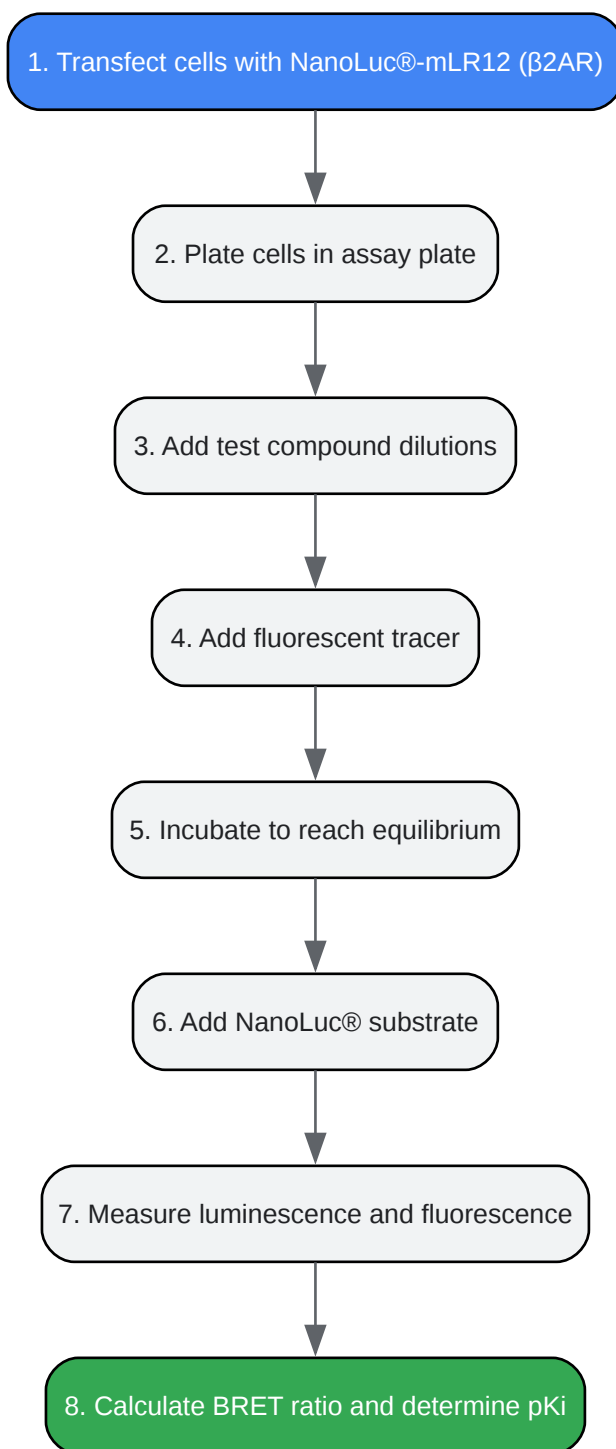 1. Transfect cells with NanoLuc®-mLR12 (β2AR)
2. Plate cells in assay plate
3. Add test compound dilutions
4. Add fluorescent tracer
5. Incubate to reach equilibrium
6. Add NanoLuc® substrate
7. Measure luminescence and fluorescence
8. Calculate BRET ratio and determine pKi